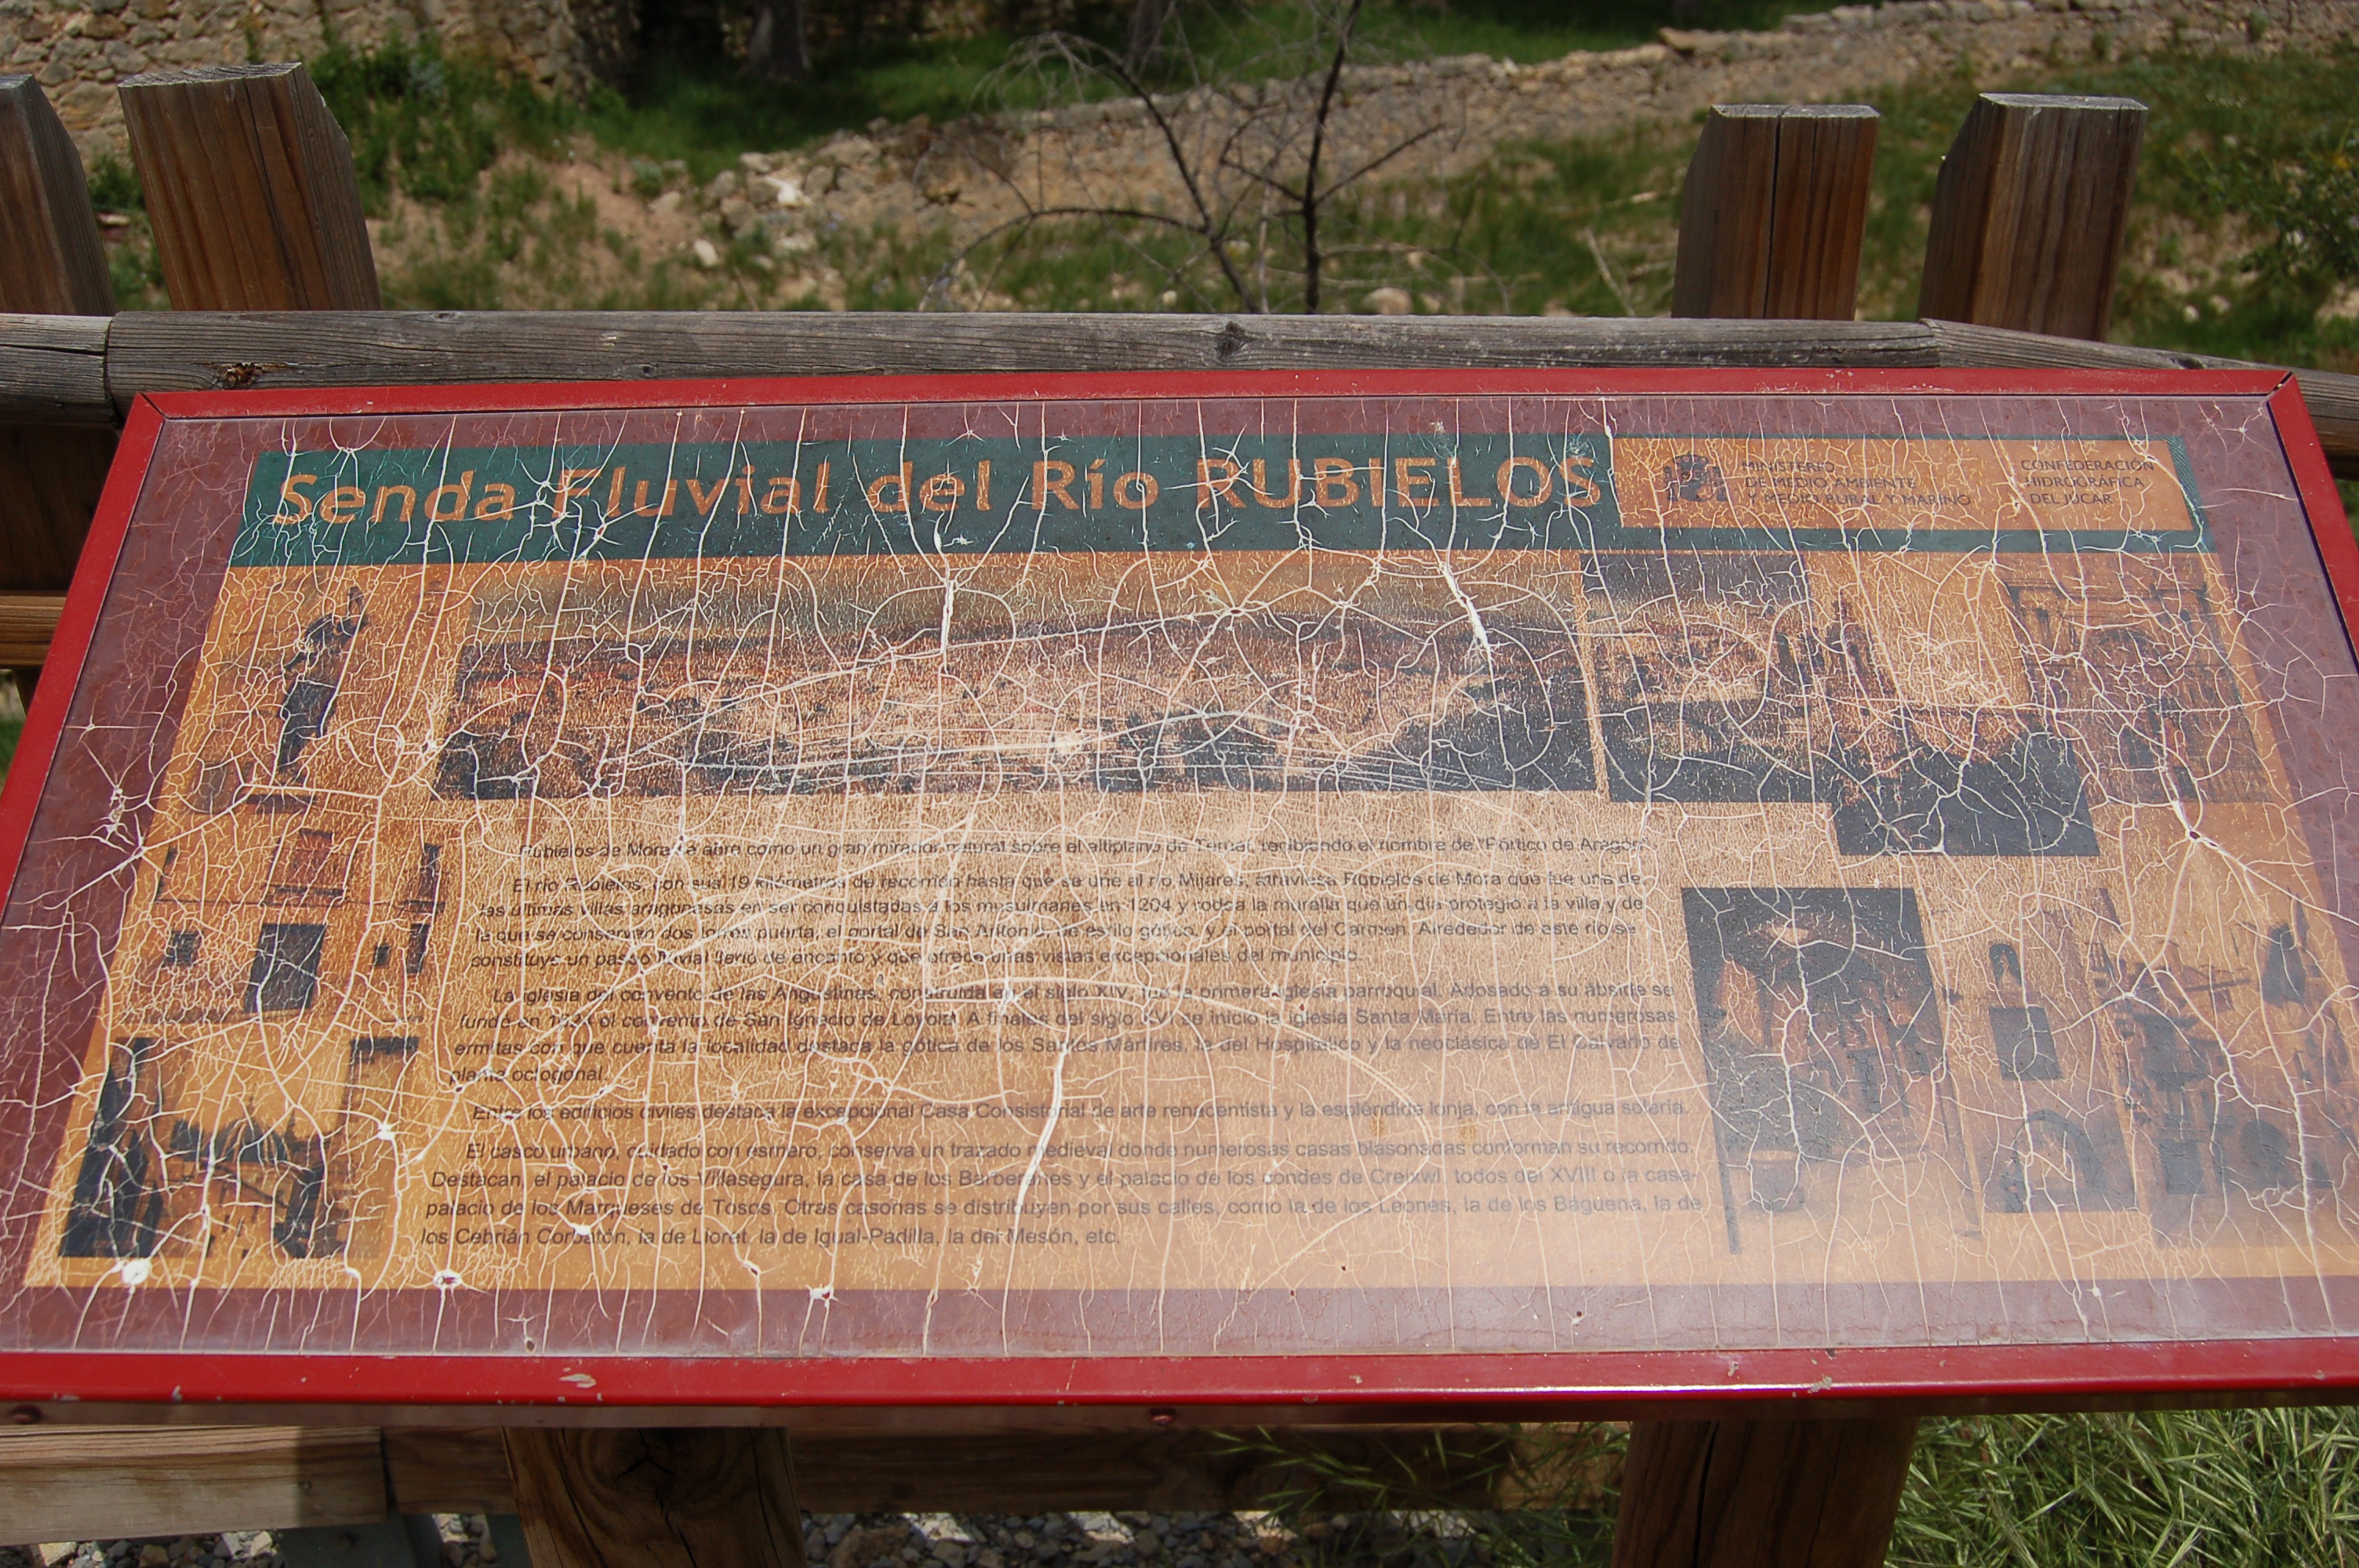 Senda Fluvial del Río RUBIELOS
MINISTERIO
DE MEDIO AMBIENTE
Y MEDIO RURAL Y MARINO
CONFEDERACIÓN
HIDROGRÁFICA
DEL JUCAR
Rubielos de Mora se abre como un gran mirador natural sobre el altiplano de Teruel, recibiendo el nombre de "Pórtico de Aragón".
El río Rubielos, con sus 19 kilómetros de recorrido hasta que se une al río Mijares, atraviesa Rubielos de Mora que fue una de
las últimas villas aragonesas en ser conquistadas a los musulmanes en 1204 y rodea la muralla que un día protegió a la villa y de
la que se conservan dos torres puerta, el portal de San Antonio, de estilo gótico, y el portal del Carmen. Alrededor de este río se
constituye un paseo fluvial lleno de encanto y que ofrece unas vistas excepcionales del municipio.
La iglesia del convento de las Agustinas, construida en el siglo XIV, fue la primera iglesia parroquial. Adosado a su ábside se
fundó en el convento de San Ignacio de Loyola. A finales del siglo XVI se inició la iglesia Santa María. Entre las numerosas
ermitas con que cuenta la localidad destaca la gótica de los Santos Mártires, la del Hospitalico y la neoclásica de El Calvario de
planta octogonal.
Entre los edificios civiles destaca la excepcional Casa Consistorial de arte renacentista y la espléndida lonja, con la antigua solería.
El casco urbano, cuidado con esmero, conserva un trazado medieval donde numerosas casas blasonadas conforman su recorrido.
Destacan, el palacio de los Villasegura, la casa de los Barberanes y el palacio de los condes de Creixwl, todos del XVIII o la casa-
palacio de los Marqueses de Tosos. Otras casonas se distribuyen por sus calles, como la de los Leones, la de los Báguena, la de
los Cebrián Corbatón, la de Lloret, la de Igual-Padilla, la del Mesón, etc.